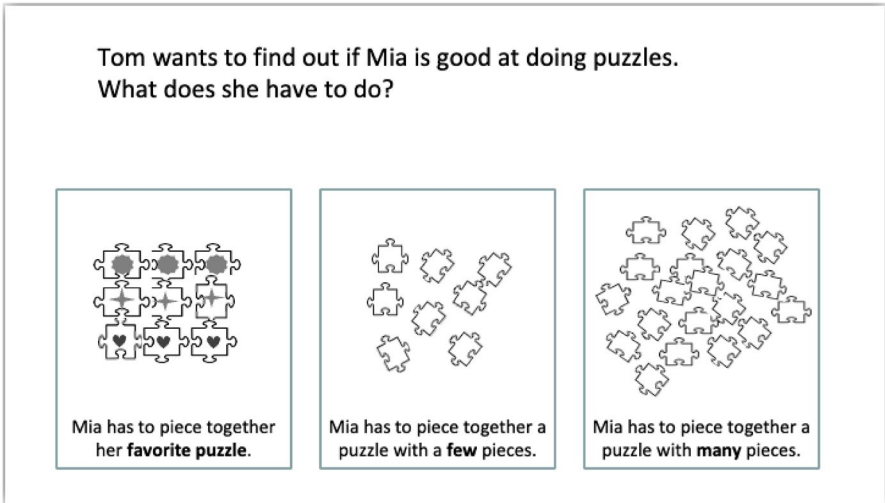 Tom wants to find out if Mia is good at doing puzzles.
What does she have to do?
Mia has to piece together
her favorite puzzle.
Mia has to piece together a
puzzle with a few pieces.
Mia has to piece together a
puzzle with many pieces.